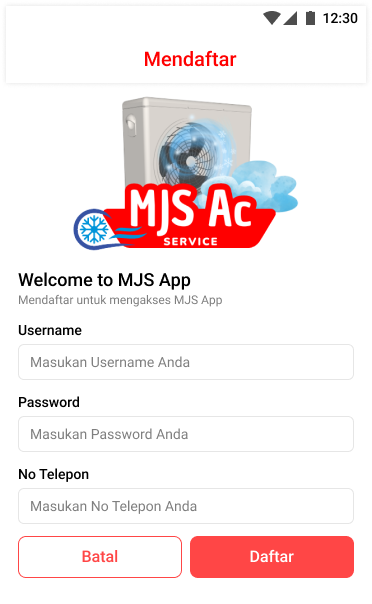 12:30
Mendaftar
MJS Ac
SERVICE
Welcome to MJS App
Mendaftar untuk mengakses MJS App
Username
Masukan Username Anda
Password
Masukan Password Anda
No Telepon
Masukan No Telepon Anda
Batal Daftar